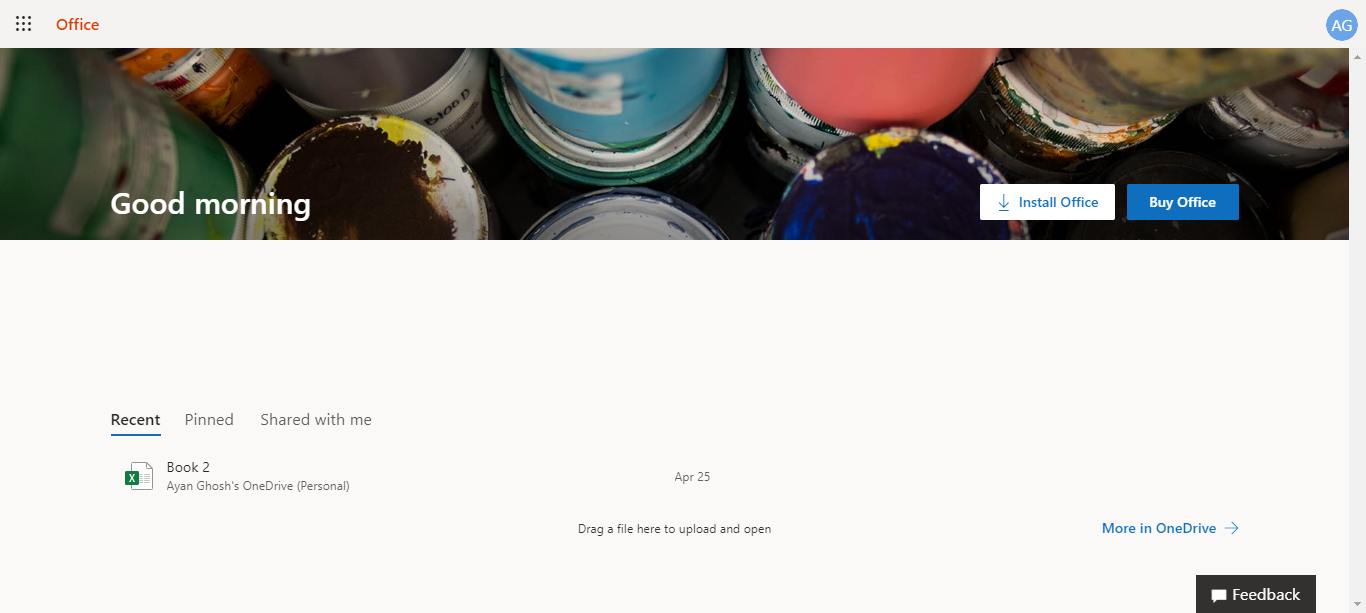 Office
AG
BIOOD
Good morning
Install Office
Buy Office
Recent Pinned Shared with me
X
Book 2
Ayan Ghosh's OneDrive (Personal)
Apr 25
Drag a file here to upload and open
More in OneDrive
Feedback